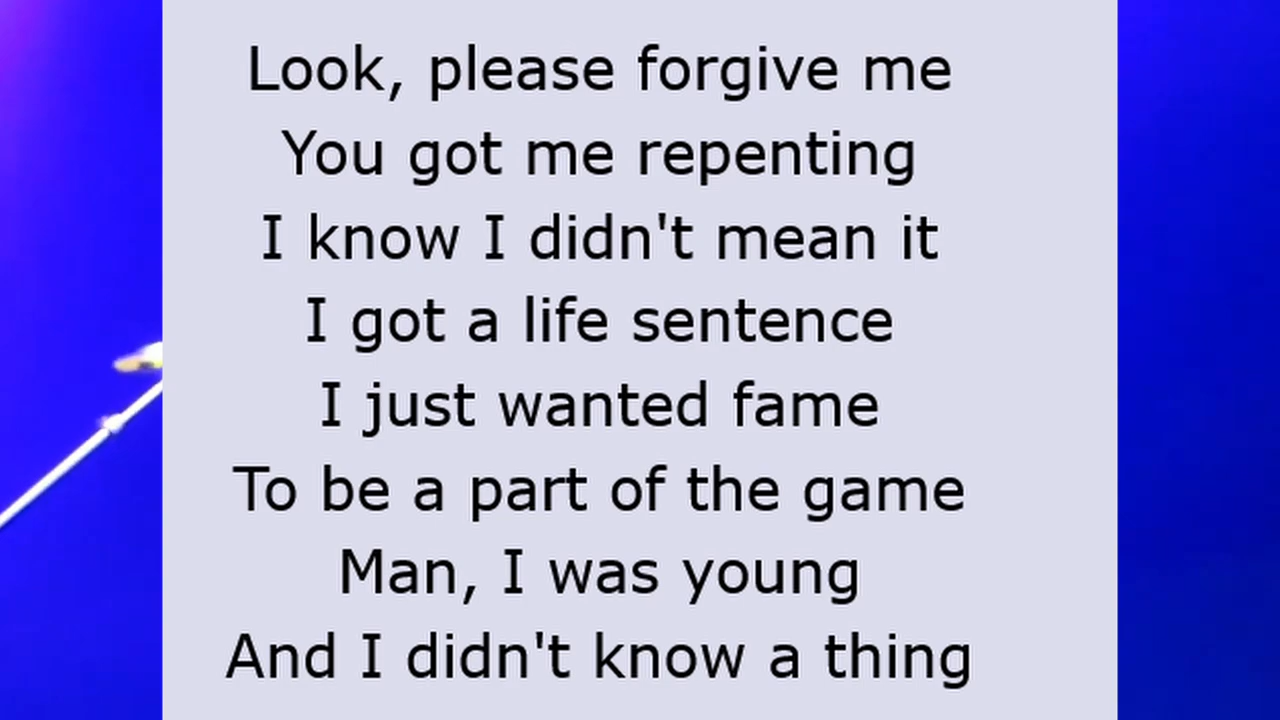 Look, please forgive me
You got me repenting
I know I didn't mean it
I got a life sentence
I just wanted fame
To be a part of the game
Man, I was young
And I didn't know a thing